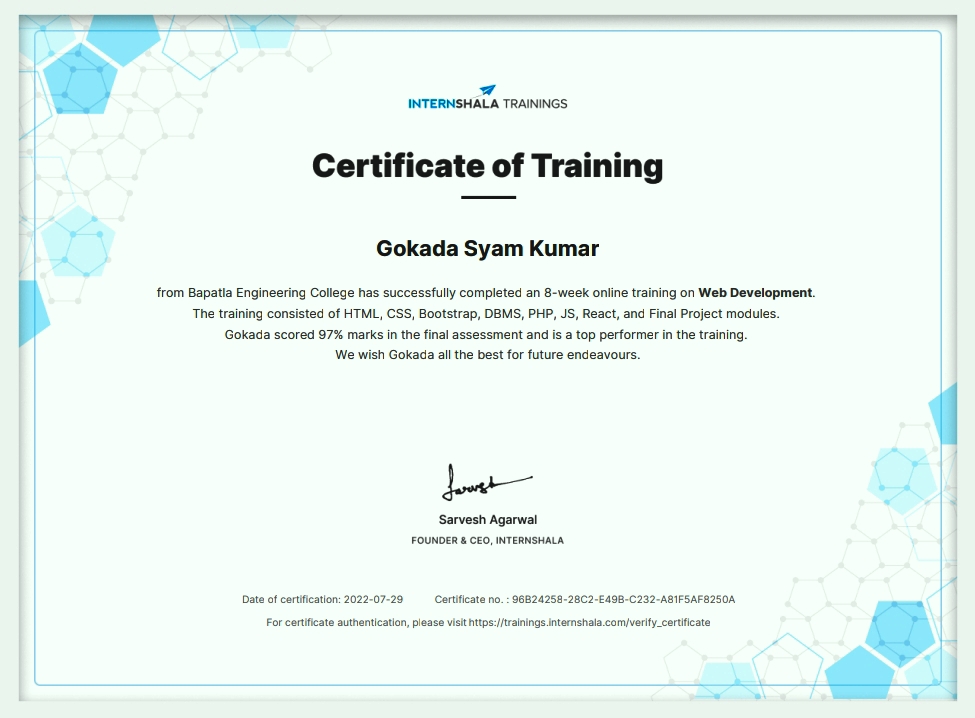 INTERNSHALA TRAININGS
Certificate of Training
Gokada Syam Kumar
from Bapatla Engineering College has successfully completed an 8-week online training on Web Development.
The training consisted of HTML, CSS, Bootstrap, DBMS, PHP, JS, React, and Final Project modules.
Gokada scored 97% marks in the final assessment and is a top performer in the training.
We wish Gokada all the best for future endeavours.
Sarvesh
Sarvesh Agarwal
FOUNDER & CEO, INTERNSHALA
Date of certification: 2022-07-29 Certificate no. : 96B24258-28C2-E49B-C232-A81F5AF8250A
For certificate authentication, please visit https://trainings.internshala.com/verify_certificate